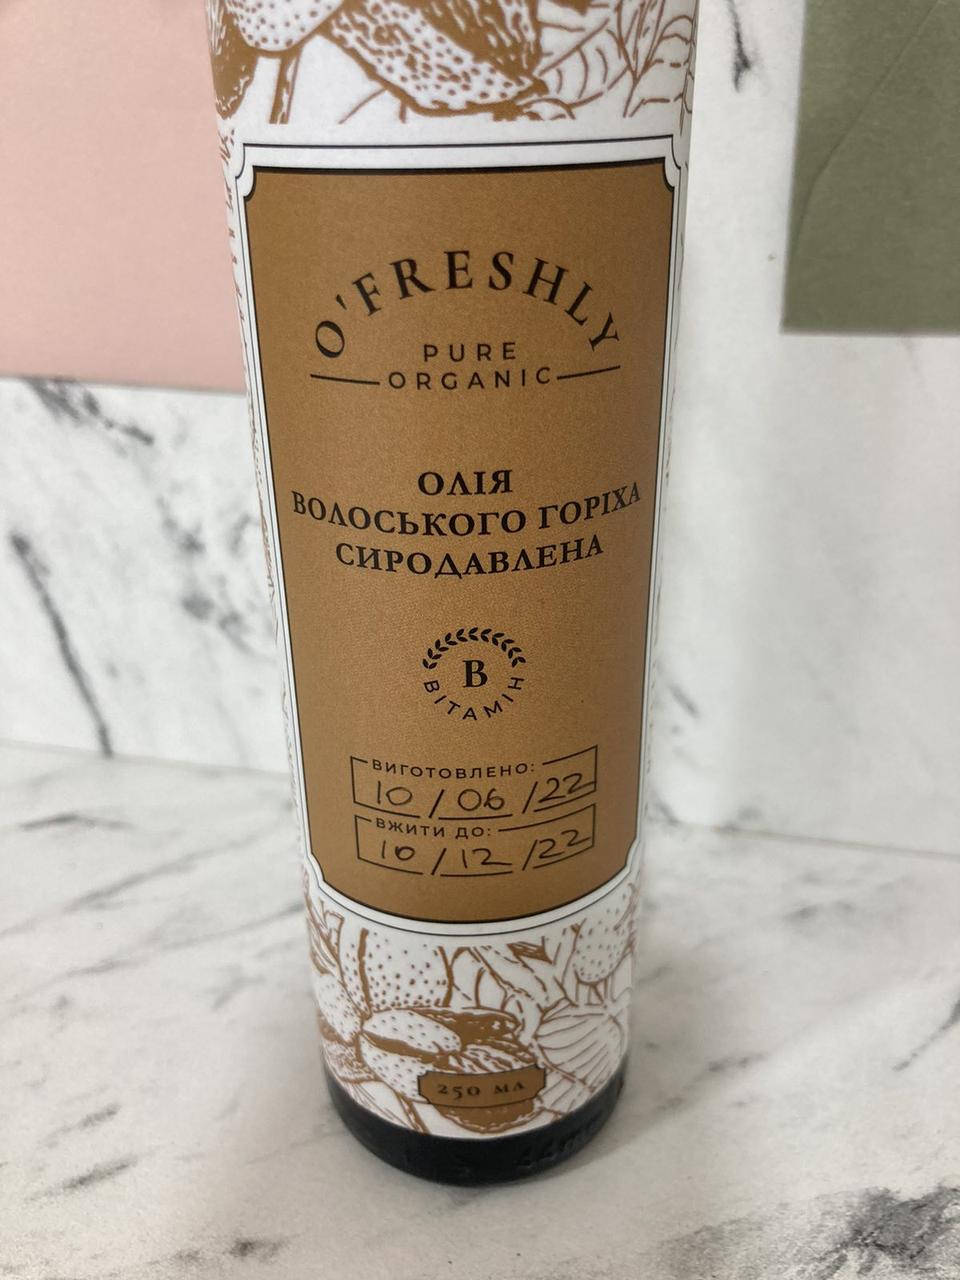 O'FRESHLY
PURE
ORGANIC
ОЛІЯ
ВОЛОСЬКОГО ГОРІХА
СИРОДАВЛЕНА
В
ВІТАМІН
ВИГОТОВЛЕНО:
10/06/22
ВЖИТИ ДО:
10/12/22
250 МЛ